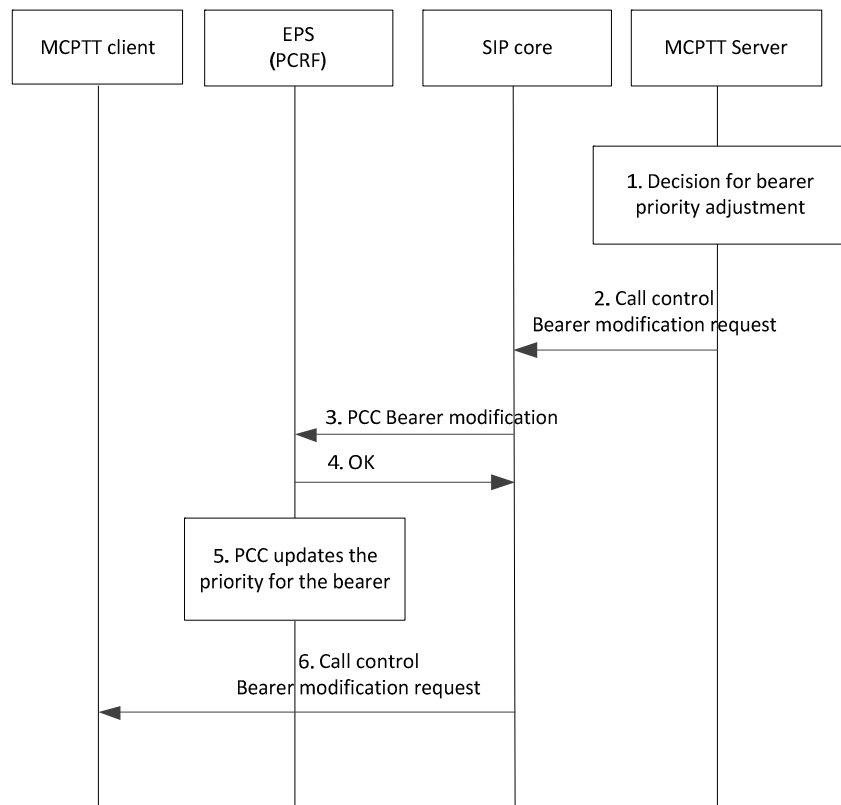 MCPTT client
EPS
(PCRF)
SIP core
MCPTT Server
1. Decision for bearer
priority adjustment
2. Call control
Bearer modification request
3. PCC Bearer modification
4. OK
5. PCC updates the
priority for the bearer
6. Call control
Bearer modification request